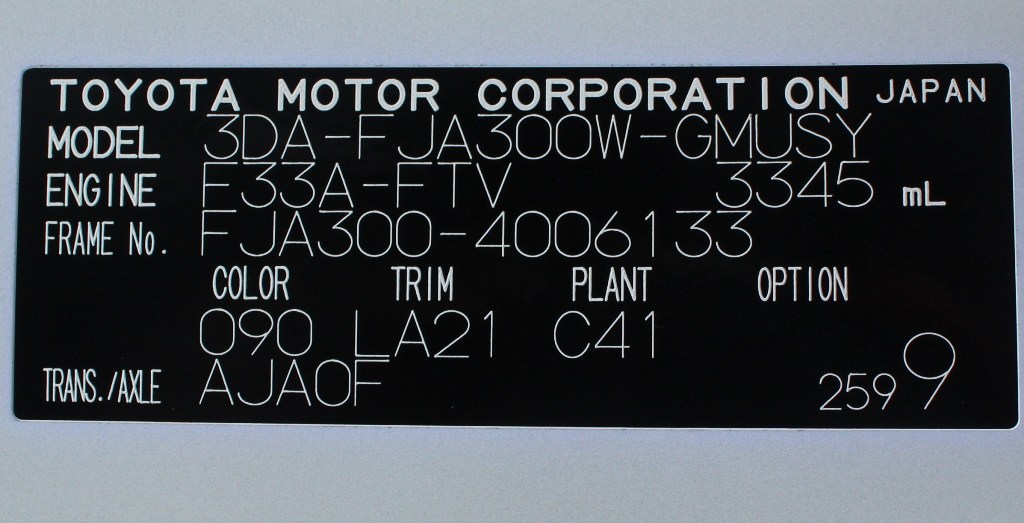 TOYOTA MOTOR CORPORATION JAPAN
MODEL 3DA-FJA300W-GMUSY
ENGINE F33A-FTV 3345 mL
FRAME No. FJA300-4006133
COLOR TRIM PLANT OPTION
090 LA21 C41
TRANS./AXLE AJA0F 259 9